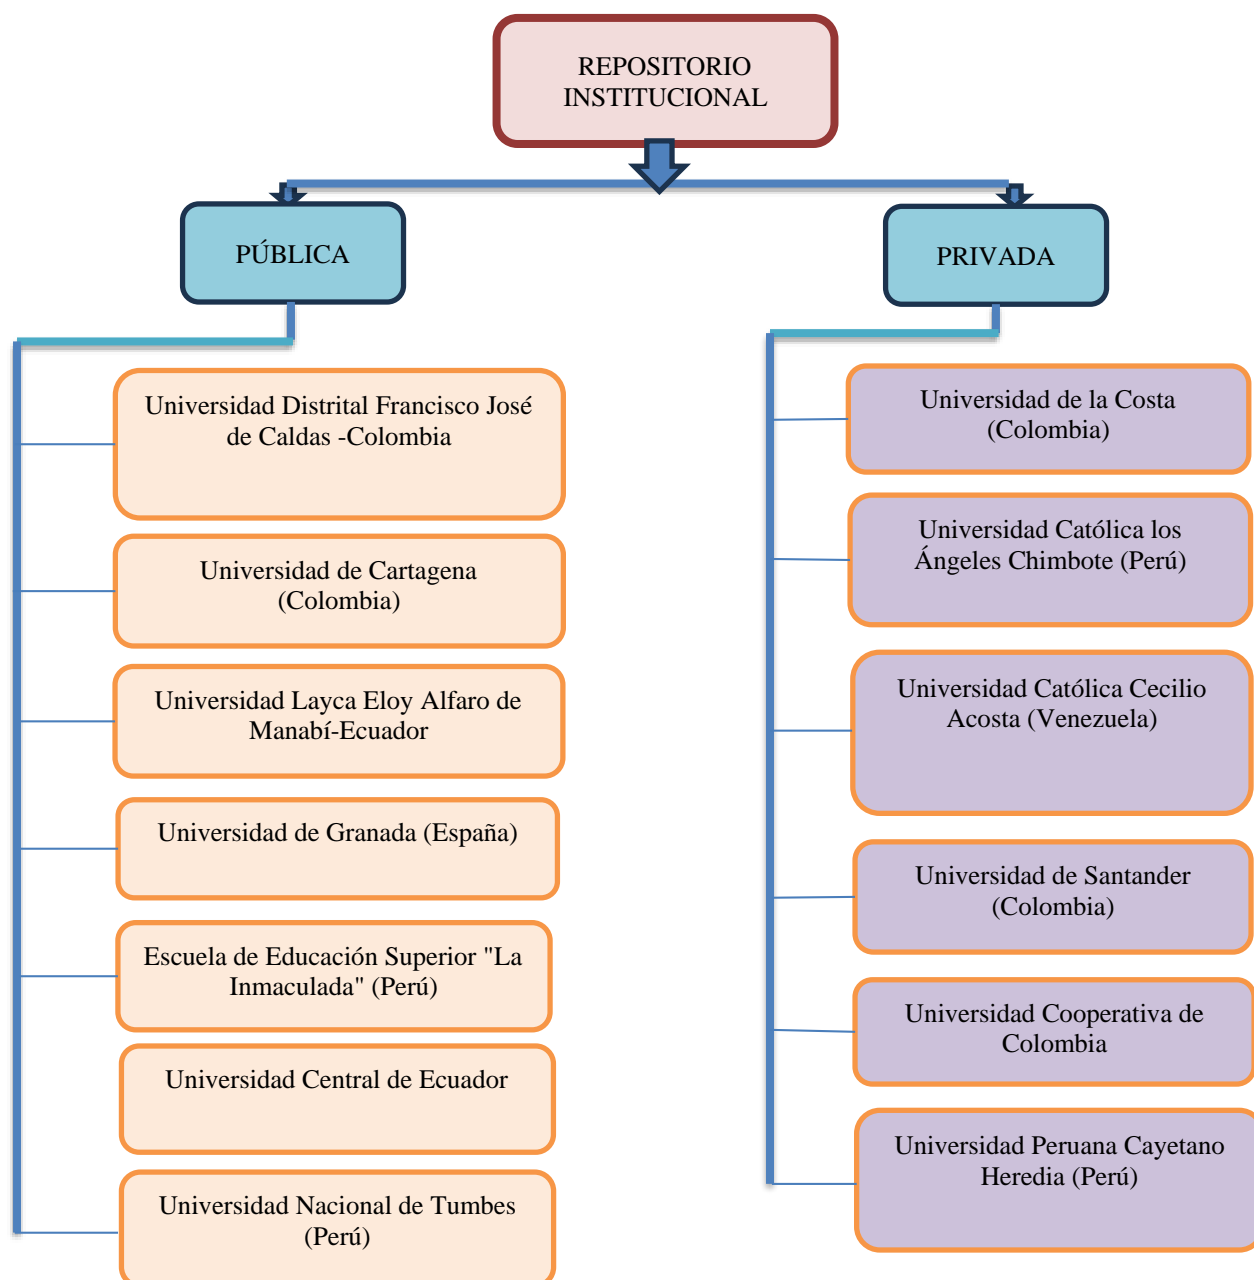 REPOSITORIO
INSTITUCIONAL
PÚBLICA
PRIVADA
Universidad Distrital Francisco José
de Caldas -Colombia
Universidad de Cartagena
(Colombia)
Universidad Layca Eloy Alfaro de
Manabí-Ecuador
Universidad de Granada (España)
Escuela de Educación Superior "La
Inmaculada" (Perú)
Universidad Central de Ecuador
Universidad Nacional de Tumbes
(Perú)
Universidad de la Costa
(Colombia)
Universidad Católica los
Ángeles Chimbote (Perú)
Universidad Católica Cecilio
Acosta (Venezuela)
Universidad de Santander
(Colombia)
Universidad Cooperativa de
Colombia
Universidad Peruana Cayetano
Heredia (Perú)